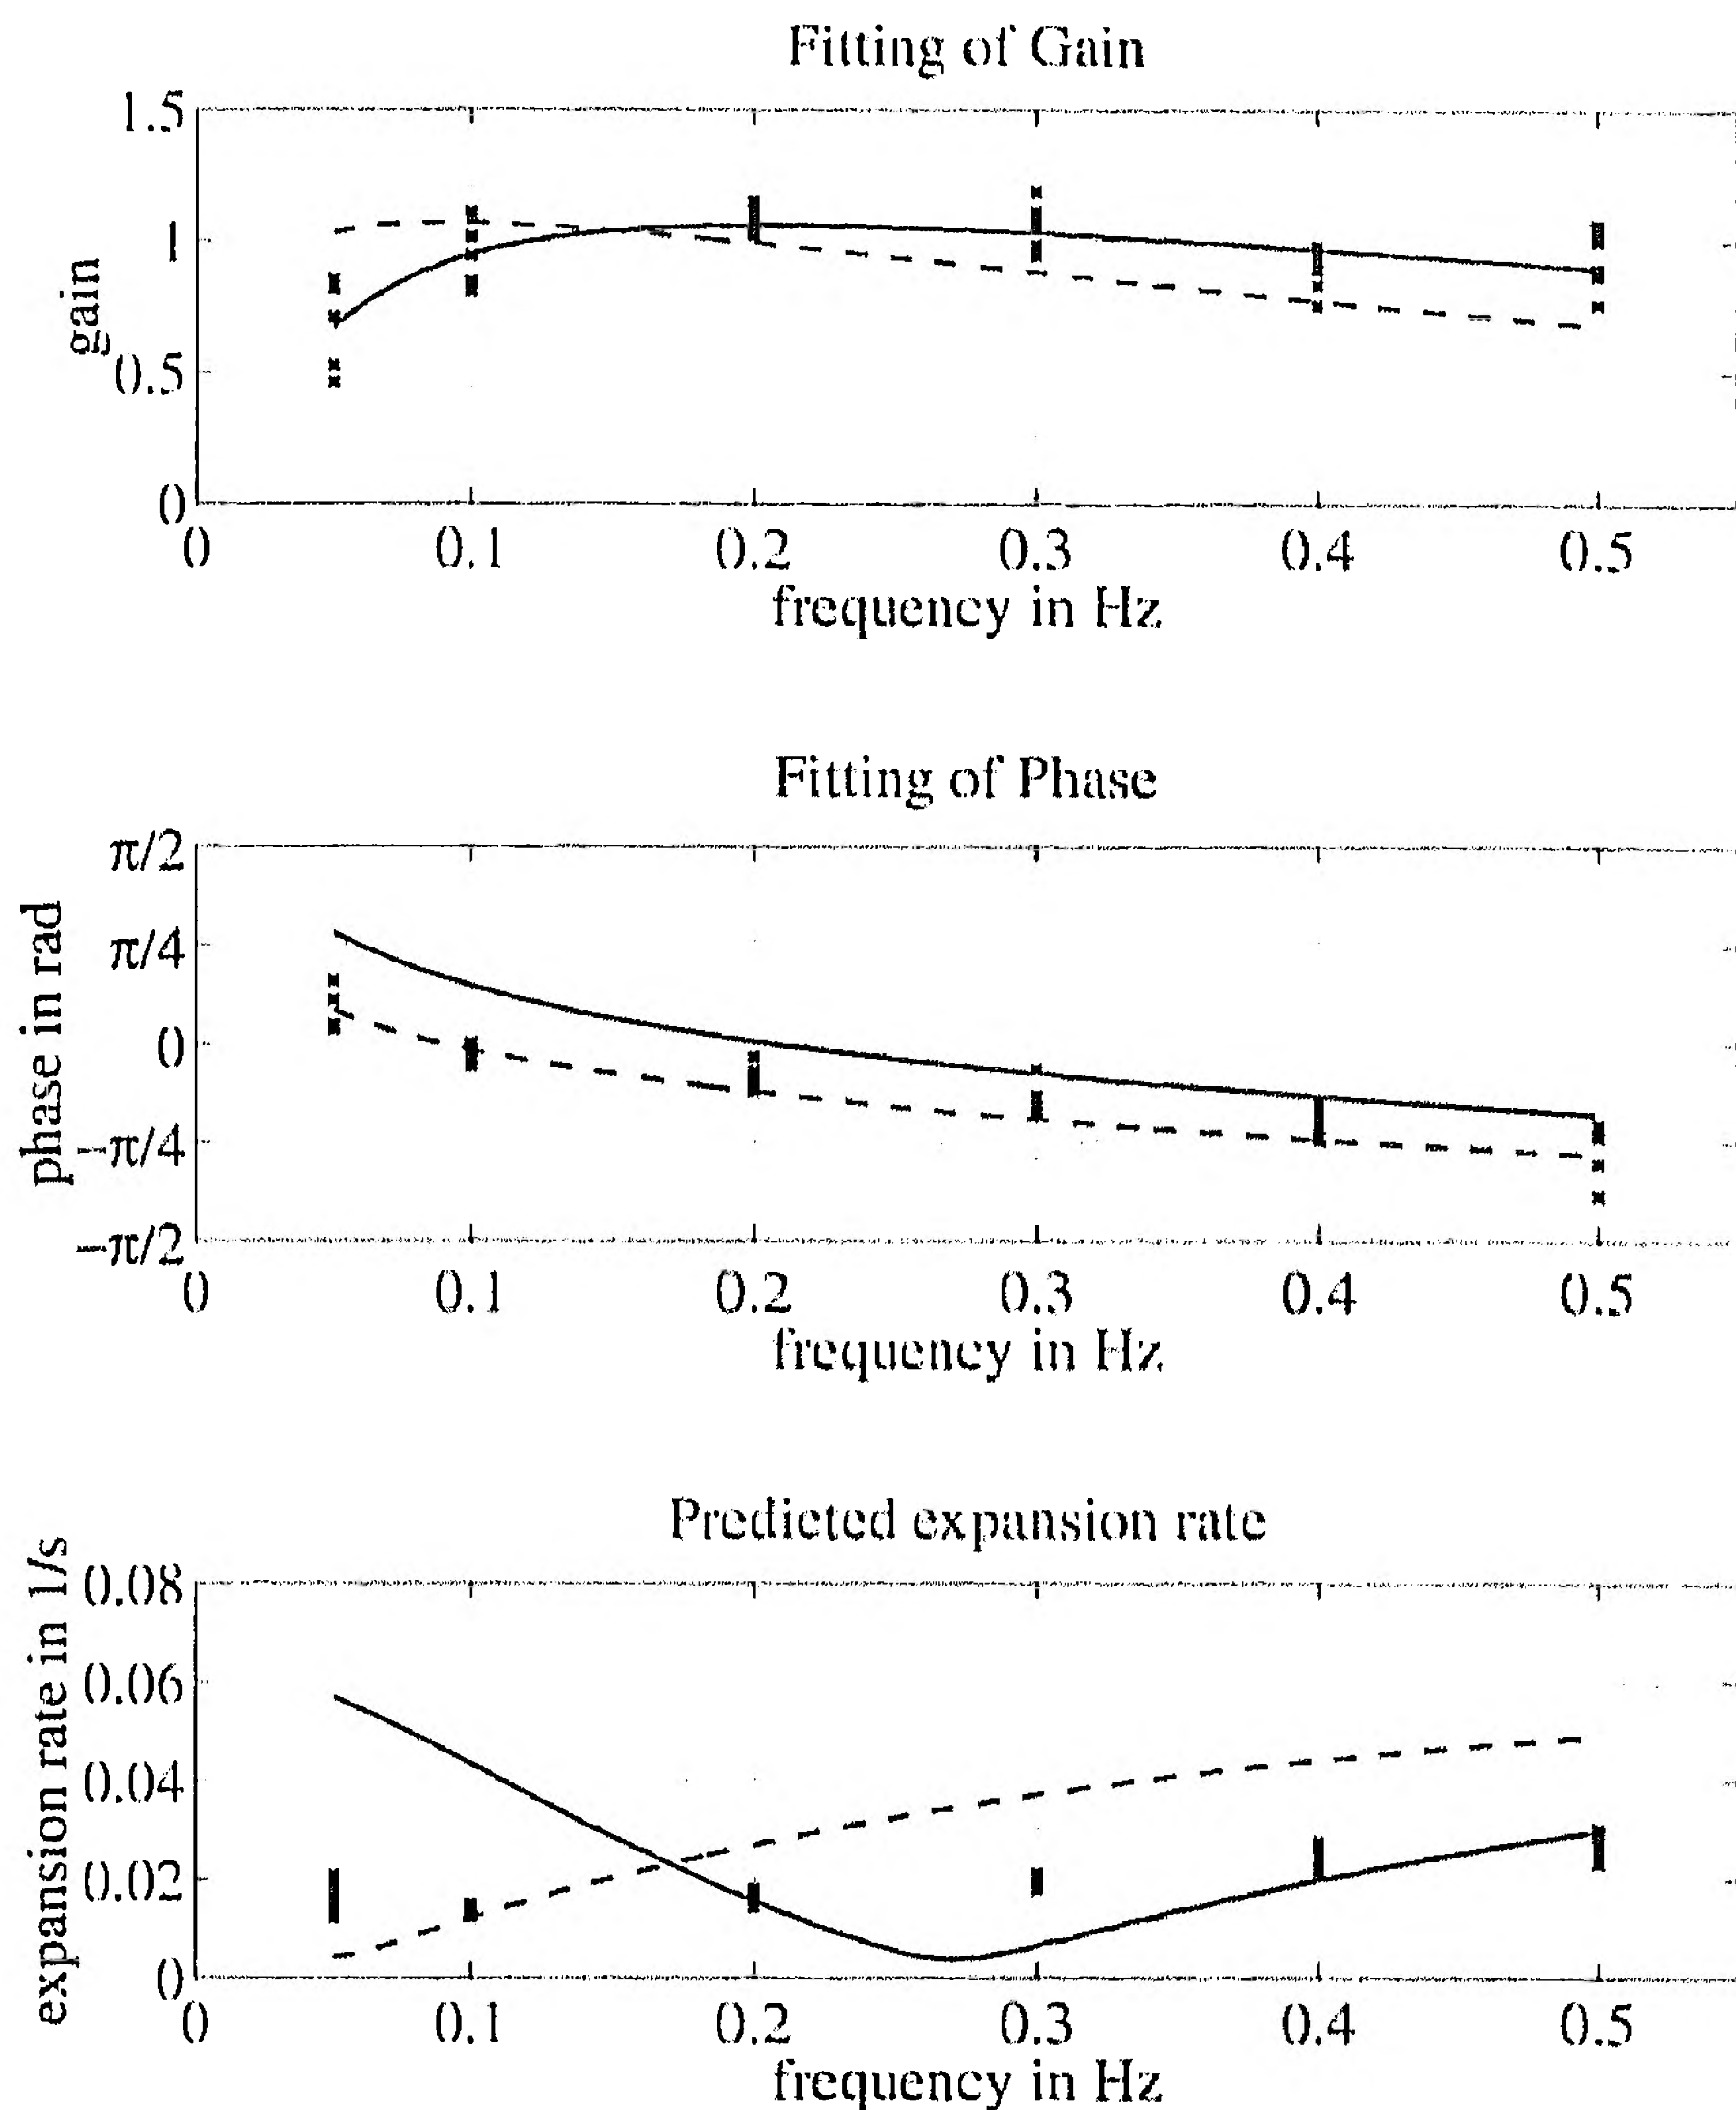 Fitting of Gain
1.5
1
0.5
0
gain
0 0.1 0.2 0.3 0.4 0.5
frequency in Hz
Fitting of Phase
π/2
π/4
0
−π/4
−π/2
phase in rad
0 0.1 0.2 0.3 0.4 0.5
frequency in Hz
Predicted expansion rate
0.08
0.06
0.04
0.02
0
expansion rate in 1/s
0 0.1 0.2 0.3 0.4 0.5
frequency in Hz